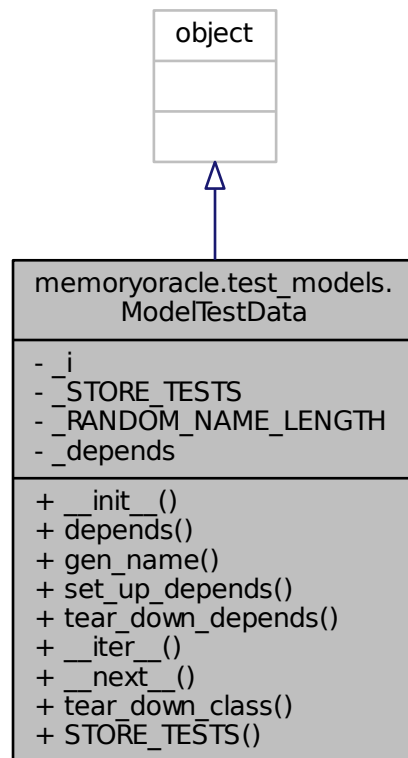 object
memoryoracle.test_models.
ModelTestData
- _i
- _STORE_TESTS
- _RANDOM_NAME_LENGTH
- _depends
+ __init__()
+ depends()
+ gen_name()
+ set_up_depends()
+ tear_down_depends()
+ __iter__()
+ __next__()
+ tear_down_class()
+ STORE_TESTS()